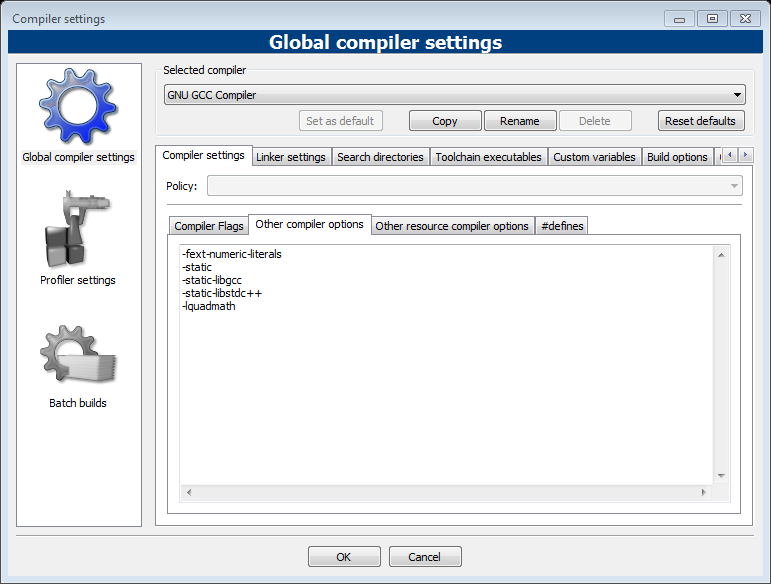 Compiler settings
Global compiler settings
Global compiler settings
Profiler settings
Batch builds
Selected compiler
GNU GCC Compiler
Set as default Copy Rename Delete Reset defaults
Compiler settings Linker settings Search directories Toolchain executables Custom variables Build options
Policy:
Compiler Flags Other compiler options Other resource compiler options #defines
-fext-numeric-literals
-static
-static-libgcc
-static-libstdc++
-lquadmath
OK Cancel